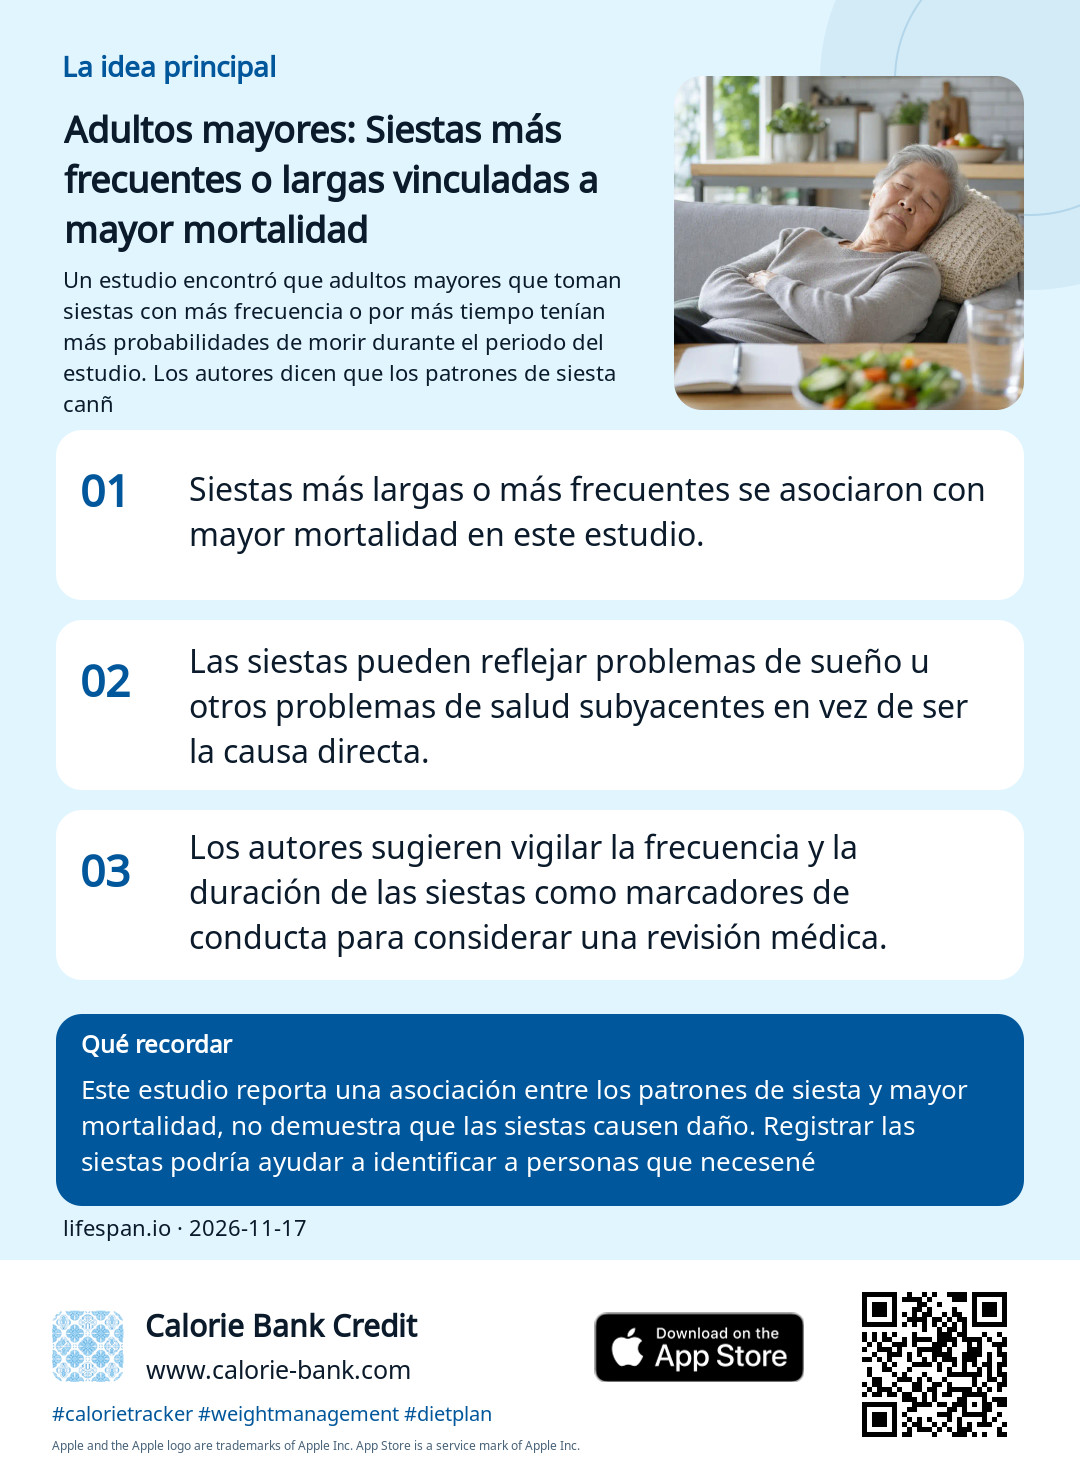 La idea principal
Adultos mayores: Siestas más
frecuentes o largas vinculadas a
mayor mortalidad
Un estudio encontró que adultos mayores que toman
siestas con más frecuencia o por más tiempo tenían
más probabilidades de morir durante el periodo del
estudio. Los autores dicen que los patrones de siesta
canñ
01
Siestas más largas o más frecuentes se asociaron con
mayor mortalidad en este estudio.
02
Las siestas pueden reflejar problemas de sueño u
otros problemas de salud subyacentes en vez de ser
la causa directa.
03
Los autores sugieren vigilar la frecuencia y la
duración de las siestas como marcadores de
conducta para considerar una revisión médica.
Qué recordar
Este estudio reporta una asociación entre los patrones de siesta y mayor
mortalidad, no demuestra que las siestas causen daño. Registrar las
siestas podría ayudar a identificar a personas que necesené
lifespan.io · 2026-11-17
Calorie Bank Credit
www.calorie-bank.com
Download on the
App Store
#calorietracker #weightmanagement #dietplan
Apple and the Apple logo are trademarks of Apple Inc. App Store is a service mark of Apple Inc.